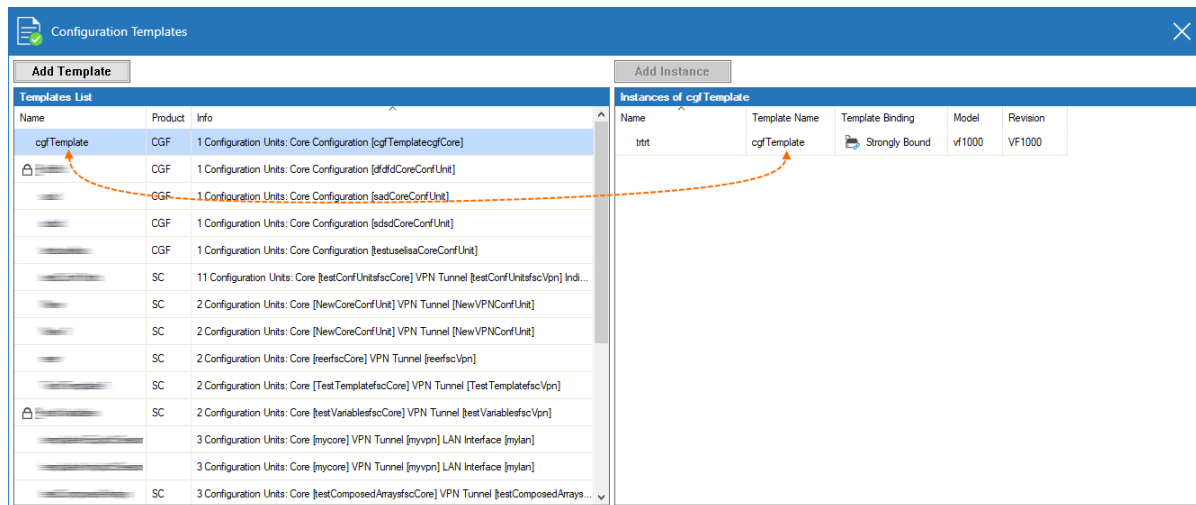 Configuration Templates
Add Template
Add Instance
Templates List
Instances of cgfTemplate
Name Product Info
Name Template Name Template Binding Model Revision
cgfTemplate CGF 1 Configuration Units: Core Configuration [cgfTemplatecgfCore]
trtrt cgfTemplate Strongly Bound vf1000 VF1000
CGF 1 Configuration Units: Core Configuration [dfdfdCoreConfUnit]
CGF 1 Configuration Units: Core Configuration [sadCoreConfUnit]
CGF 1 Configuration Units: Core Configuration [sdsdCoreConfUnit]
CGF 1 Configuration Units: Core Configuration [testuselisaCoreConfUnit]
SC 11 Configuration Units: Core [testConfUnitsfscCore] VPN Tunnel [testConfUnitsfscVpn] Indi...
SC 2 Configuration Units: Core [NewCoreConfUnit] VPN Tunnel [NewVPNConfUnit]
SC 2 Configuration Units: Core [NewCoreConfUnit] VPN Tunnel [NewVPNConfUnit]
SC 2 Configuration Units: Core [reerfscCore] VPN Tunnel [reerfscVpn]
SC 2 Configuration Units: Core [TestTemplatefscCore] VPN Tunnel [TestTemplatefscVpn]
SC 2 Configuration Units: Core [testVariablesfscCore] VPN Tunnel [testVariablesfscVpn]
3 Configuration Units: Core [mycore] VPN Tunnel [myvpn] LAN Interface [mylan]
3 Configuration Units: Core [mycore] VPN Tunnel [myvpn] LAN Interface [mylan]
SC 3 Configuration Units: Core [testComposedArraysfscCore] VPN Tunnel [testComposedArrays...